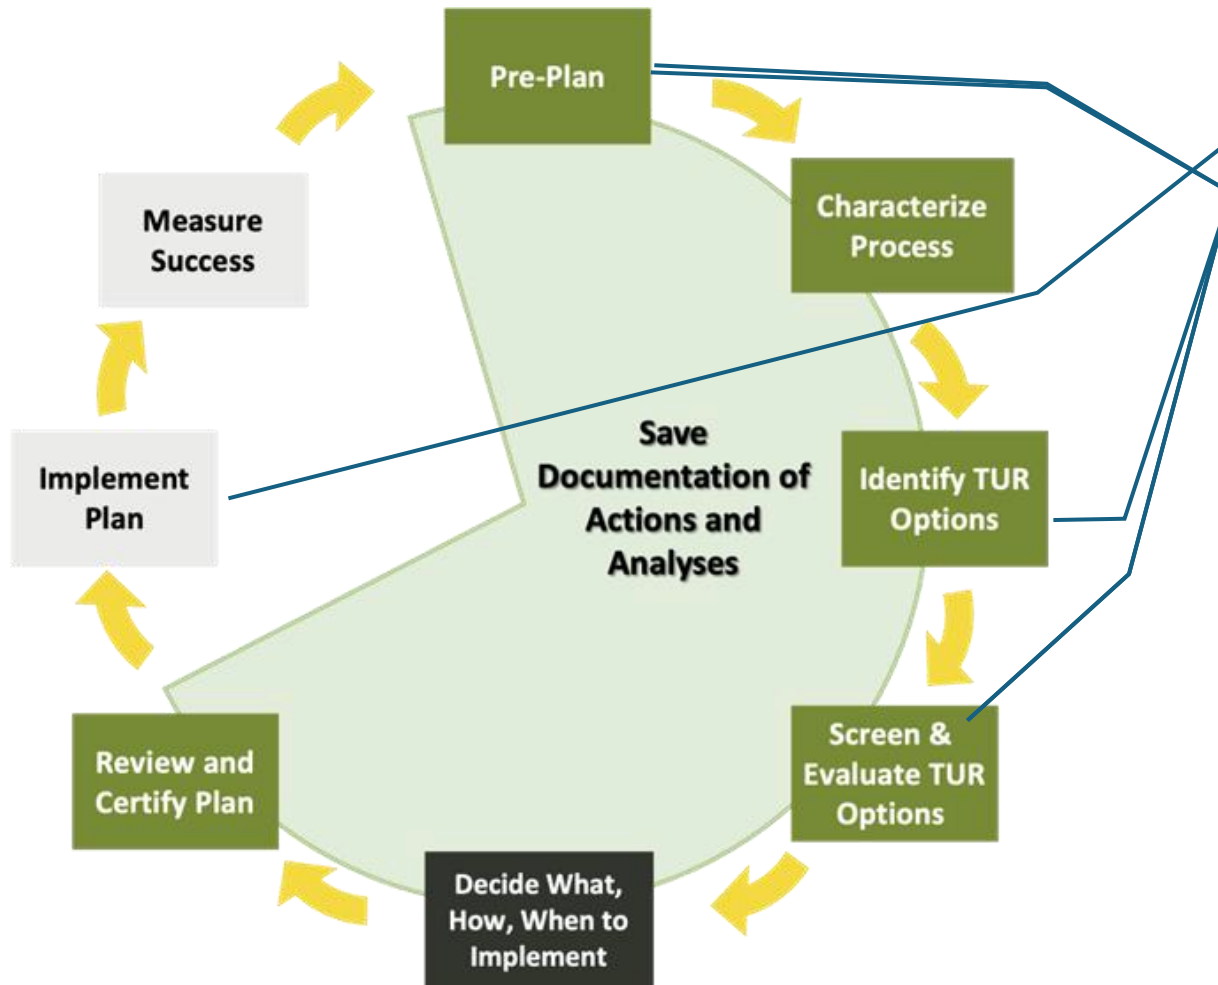 Pre-Plan
Characterize
Process
Identify TUR
Options
Screen &
Evaluate TUR
Options
Decide What,
How, When to
Implement
Review and
Certify Plan
Implement
Plan
Measure
Success
Save
Documentation of
Actions and
Analyses